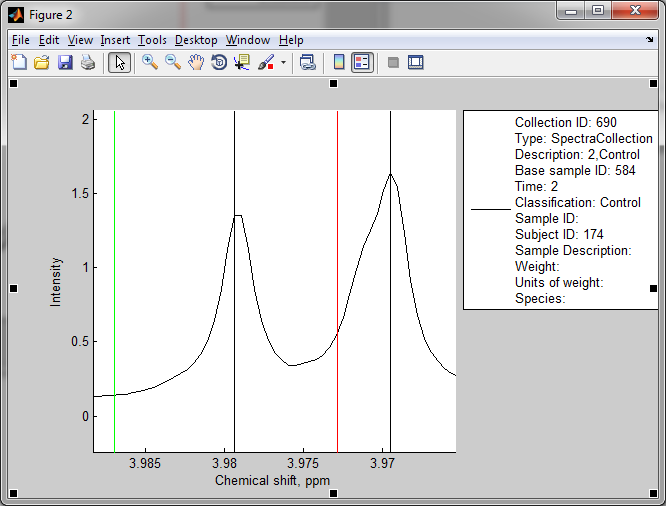 Figure 2
File Edit View Insert Tools Desktop Window Help
2
1.5
1
0.5
0
Intensity
3.985 3.98 3.975 3.97
Chemical shift, ppm
Collection ID: 690
Type: SpectraCollection
Description: 2,Control
Base sample ID: 584
Time: 2
Classification: Control
Sample ID:
Subject ID: 174
Sample Description:
Weight:
Units of weight:
Species: